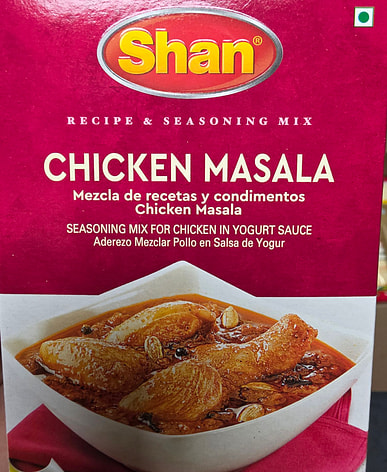 Shan®
RECIPE & SEASONING MIX
CHICKEN MASALA
Mezcla de recetas y condimentos
Chicken Masala
SEASONING MIX FOR CHICKEN IN YOGURT SAUCE
Aderezo Mezclar Pollo en Salsa de Yogur